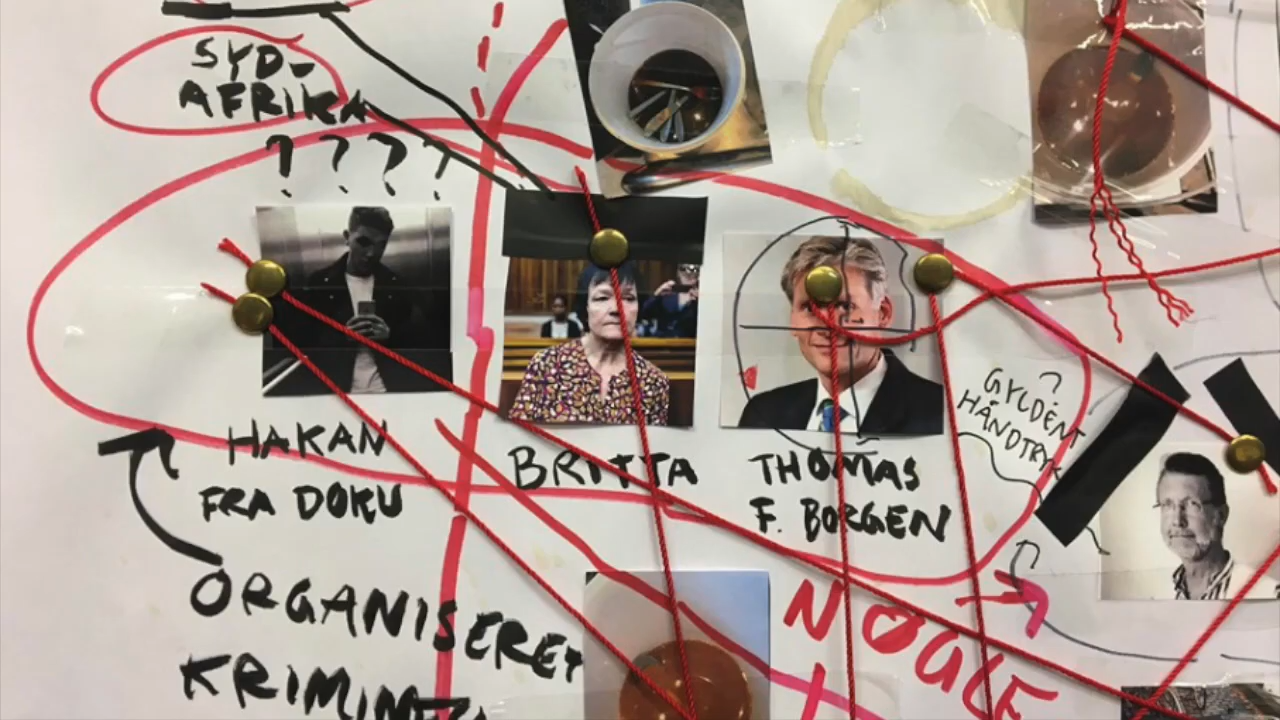 SYD-
AFRIKA
? ? ? ?
HAKAN
FRA DOKU
BRITTA
THOMAS
F. BORGEN
?
GYLDENT
HÅNDTRYK
ORGANISERET
NØGLE